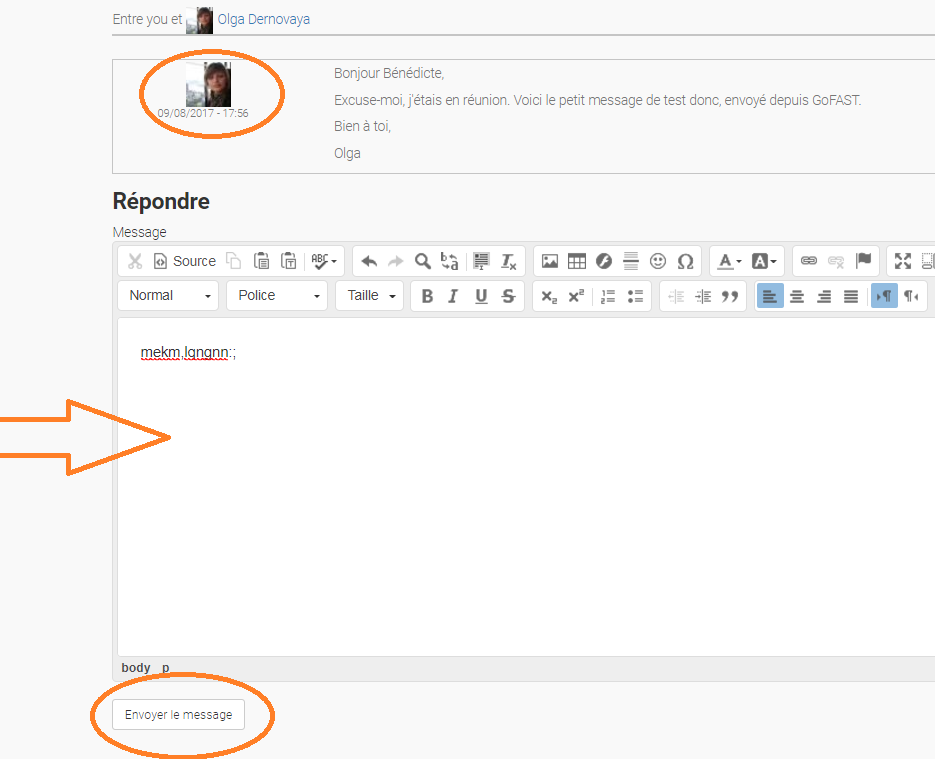 Entre you et Olga Dernovaya
Bonjour Bénédicte,
09/08/2017 - 17:56
Excuse-moi, j'étais en réunion. Voici le petit message de test donc, envoyé depuis GoFAST.
Bien à toi,
Olga
Répondre
Message
Source
Normal Police Taille B I U S
mekm,lgngnn:;
body p
Envoyer le message